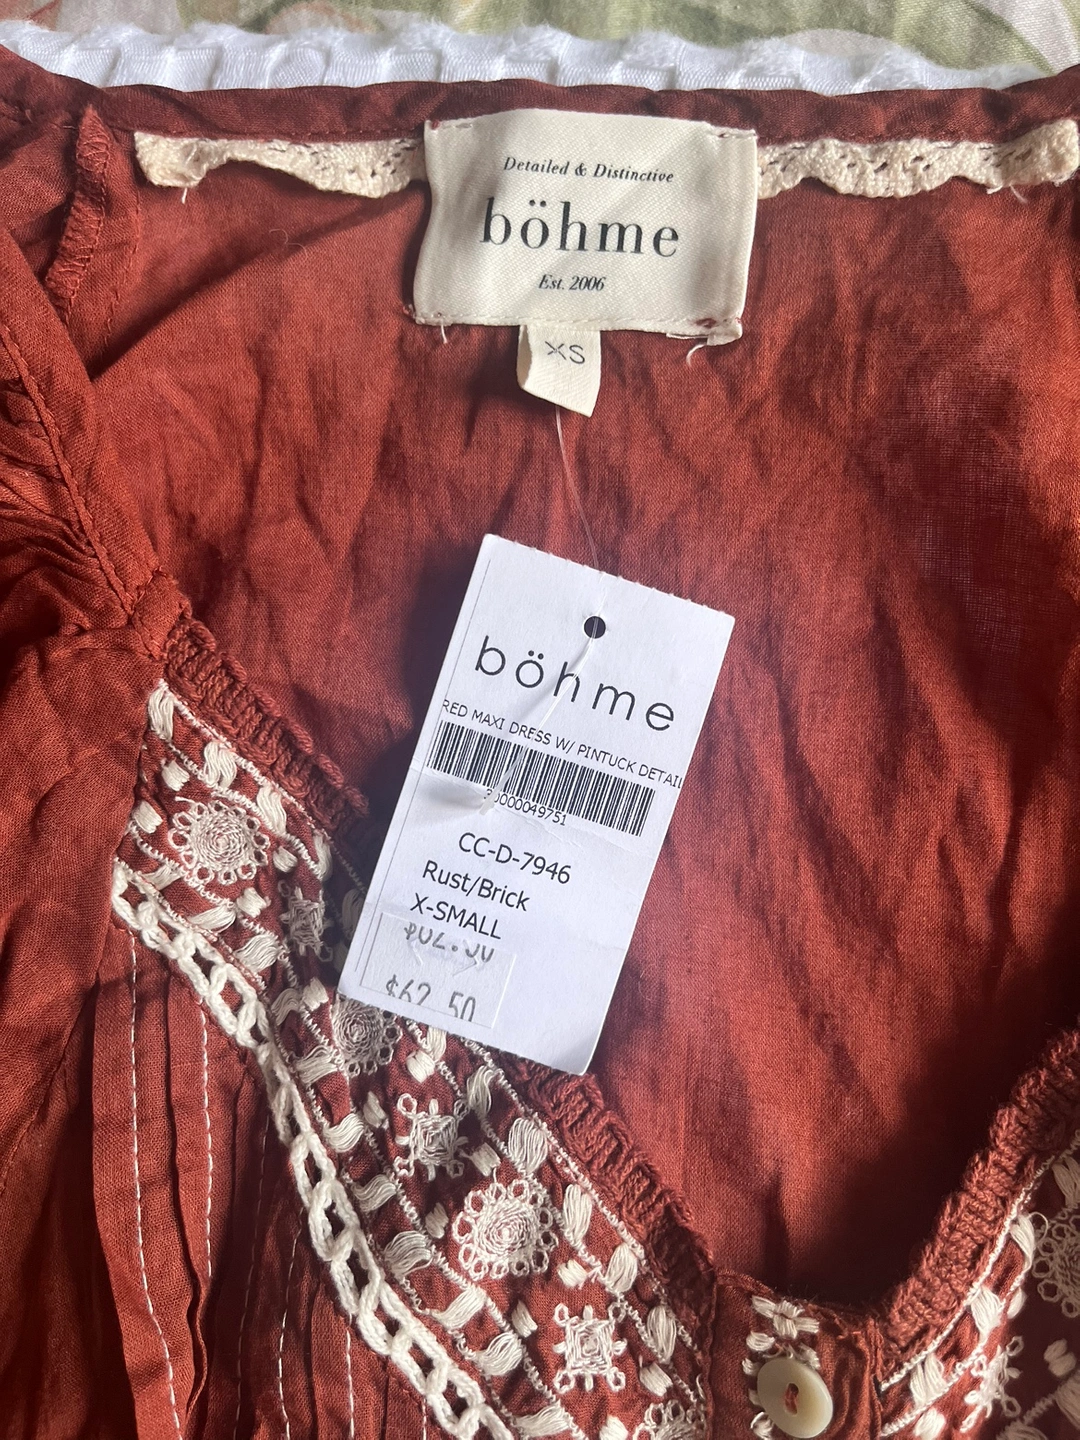 Detailed & Distinctive
böhme
Est. 2006
XS
böhme
RED MAXI DRESS W/ PINTUCK DETAIL
0000049751
CC-D-7946
Rust/Brick
X-SMALL
$62.50